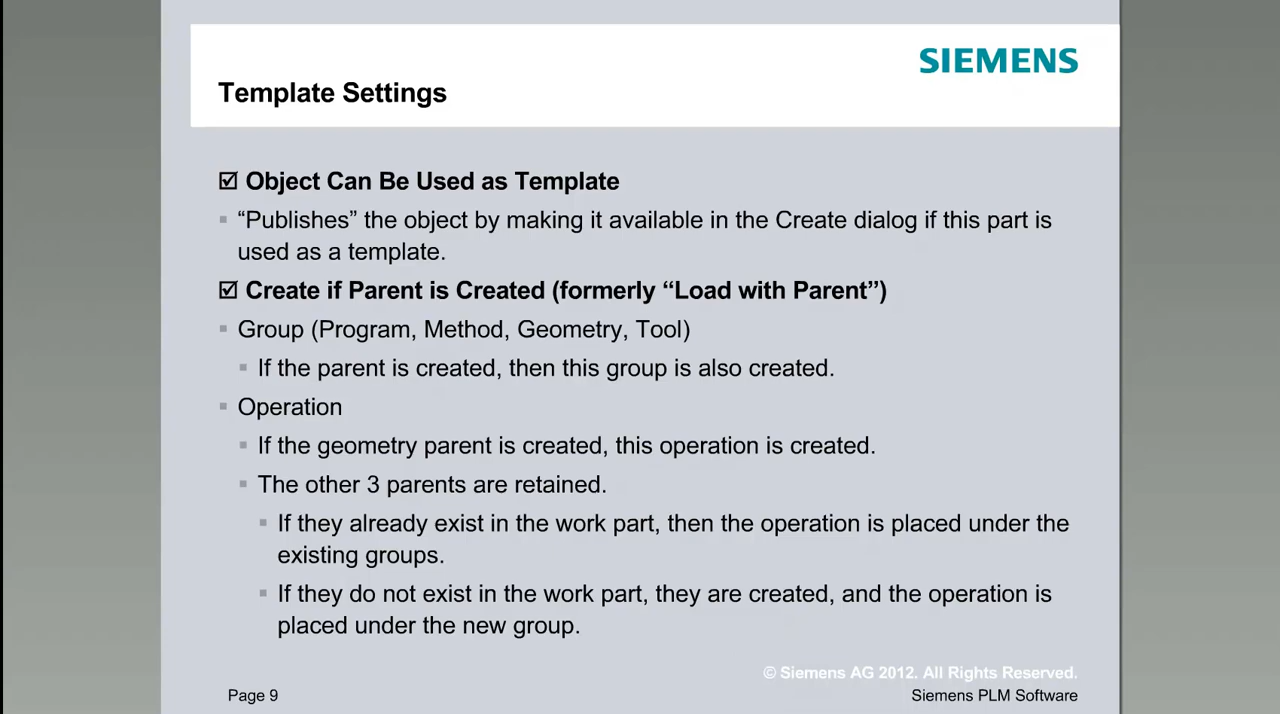 SIEMENS
Template Settings
☑ Object Can Be Used as Template
▪ “Publishes” the object by making it available in the Create dialog if this part is
used as a template.
☑ Create if Parent is Created (formerly “Load with Parent”)
▪ Group (Program, Method, Geometry, Tool)
▪ If the parent is created, then this group is also created.
▪ Operation
▪ If the geometry parent is created, this operation is created.
▪ The other 3 parents are retained.
▪ If they already exist in the work part, then the operation is placed under the
existing groups.
▪ If they do not exist in the work part, they are created, and the operation is
placed under the new group.
© Siemens AG 2012. All Rights Reserved.
Page 9
Siemens PLM Software